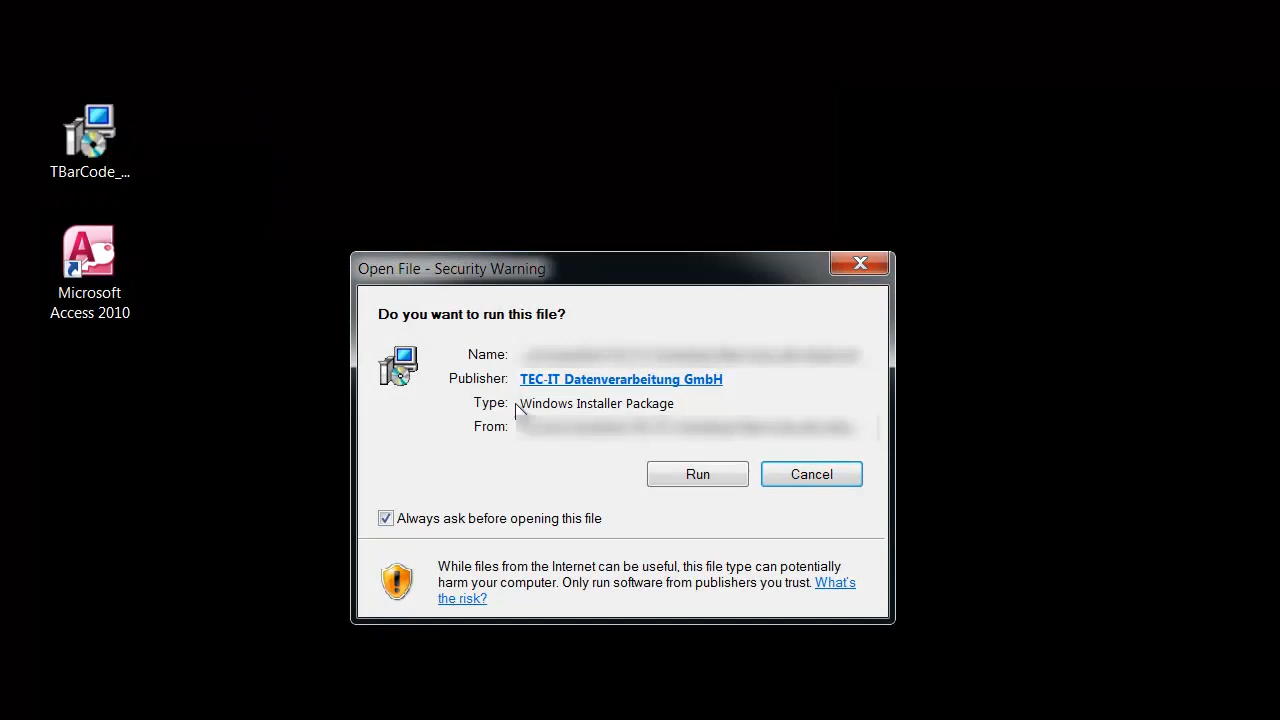 TBarCode_...
Microsoft
Access 2010
Open File - Security Warning
Do you want to run this file?
Name:
Publisher: TEC-IT Datenverarbeitung GmbH
Type: Windows Installer Package
From:
Run
Cancel
Always ask before opening this file
While files from the Internet can be useful, this file type can potentially
harm your computer. Only run software from publishers you trust. What's
the risk?